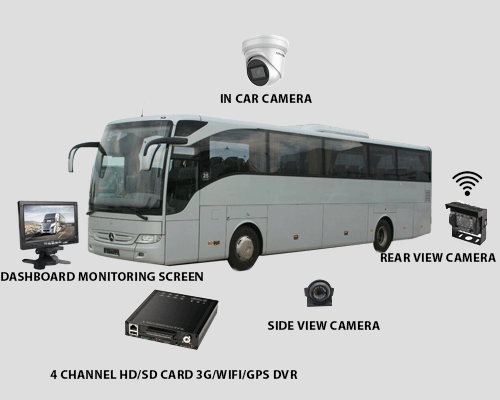 IN CAR CAMERA
25
REAR VIEW CAMERA
DASHBOARD MONITORING SCREEN
SIDE VIEW CAMERA
4 CHANNEL HD/SD CARD 3G/WIFI/GPS DVR